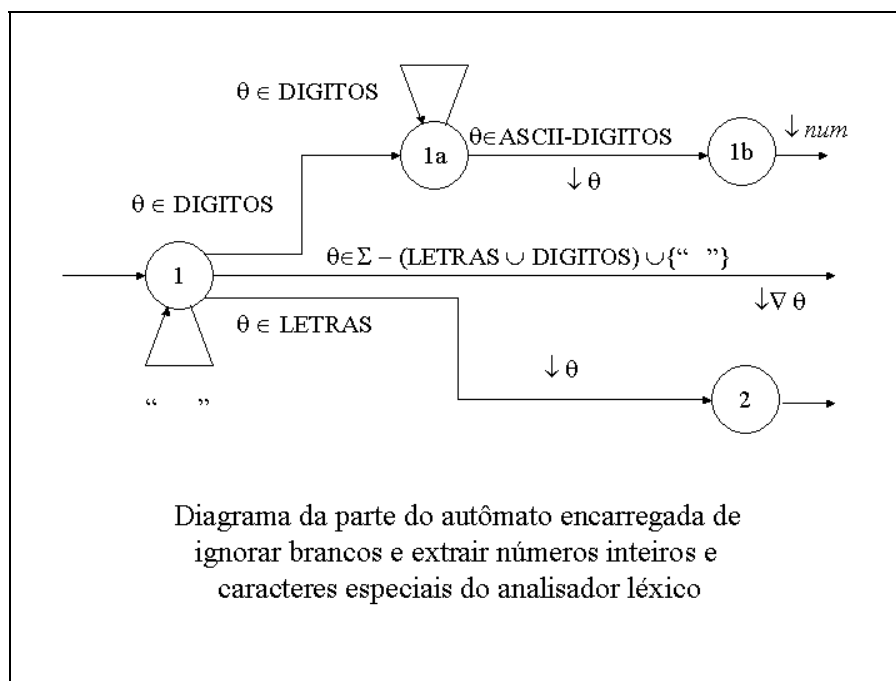 θ ∈ DIGITOS
1a
θ∈ASCII-DIGITOS
↓ θ
1b
↓ num
θ ∈ DIGITOS
1
θ∈Σ – (LETRAS ∪ DIGITOS) ∪{“ ”}
↓∇ θ
θ ∈ LETRAS
↓ θ
2
“ ”
Diagrama da parte do autômato encarregada de
ignorar brancos e extrair números inteiros e
caracteres especiais do analisador léxico